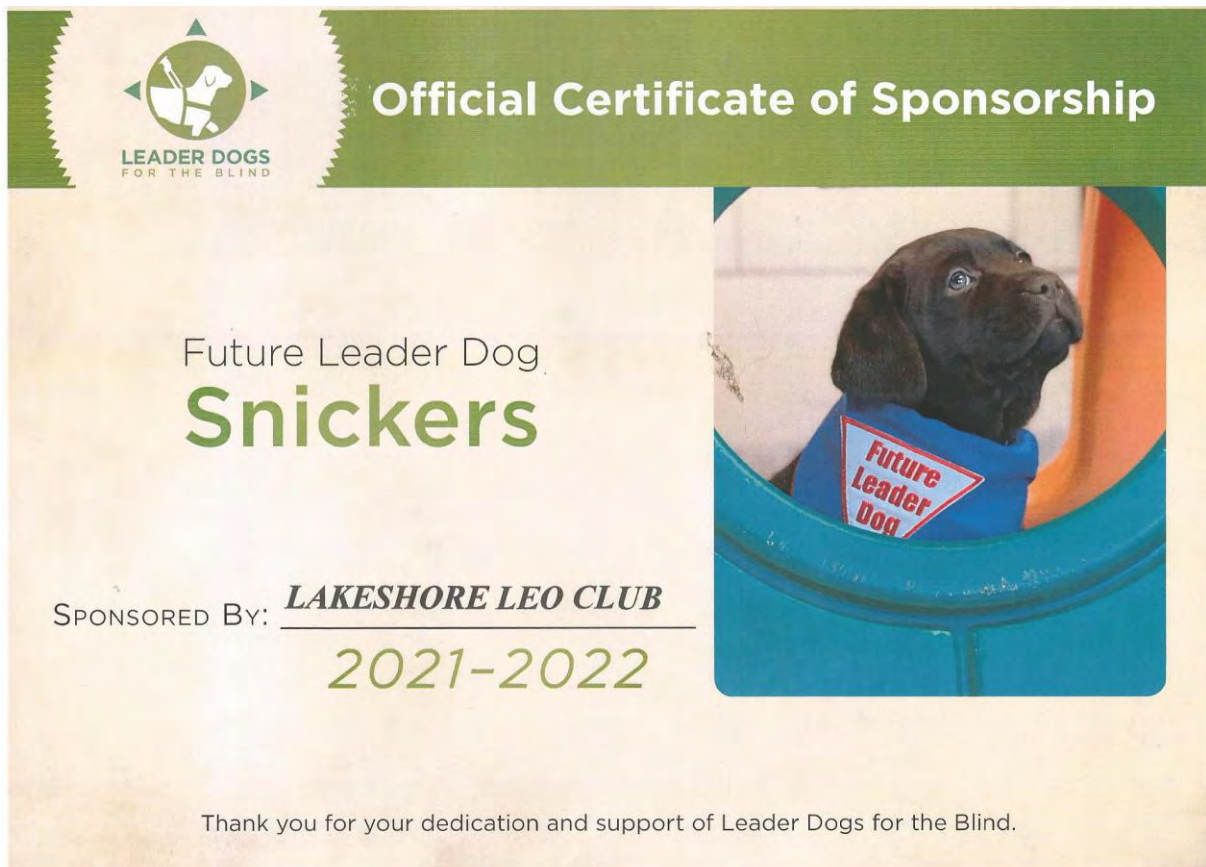 LEADER DOGS
FOR THE BLIND
Official Certificate of Sponsorship
Future Leader Dog
Snickers
Future
Leader
Dog
SPONSORED BY: LAKESHORE LEO CLUB
2021-2022
Thank you for your dedication and support of Leader Dogs for the Blind.